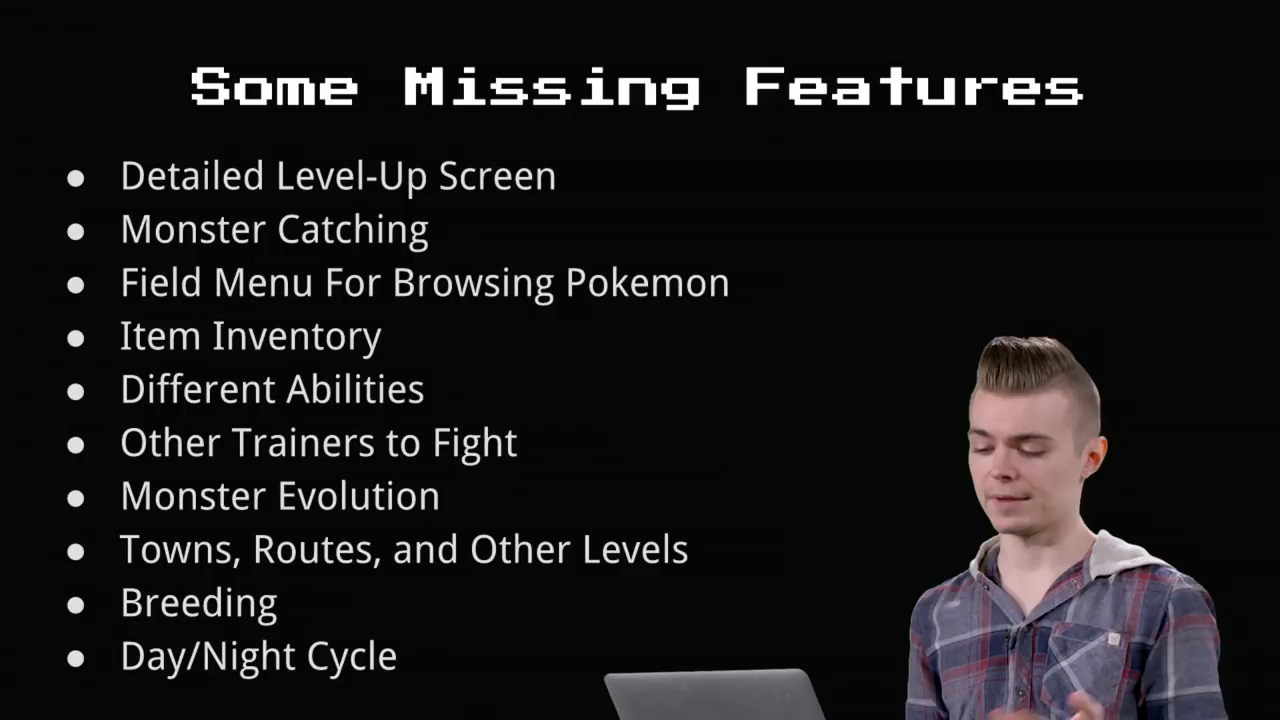 Some Missing Features
● Detailed Level-Up Screen
● Monster Catching
● Field Menu For Browsing Pokemon
● Item Inventory
● Different Abilities
● Other Trainers to Fight
● Monster Evolution
● Towns, Routes, and Other Levels
● Breeding
● Day/Night Cycle